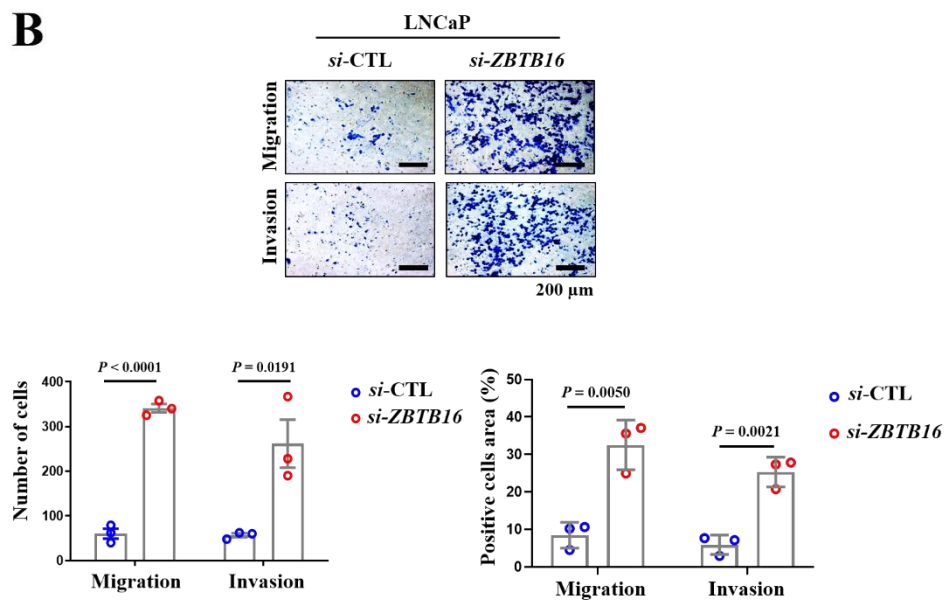 B
LNCaP
si-CTL si-ZBTB16
Migration
Invasion
200 µm
Number of cells
400
300
200
100
0
P < 0.0001
P = 0.0191
si-CTL
si-ZBTB16
Migration Invasion
Positive cells area (%)
50
40
30
20
10
0
P = 0.0050
P = 0.0021
si-CTL
si-ZBTB16
Migration Invasion